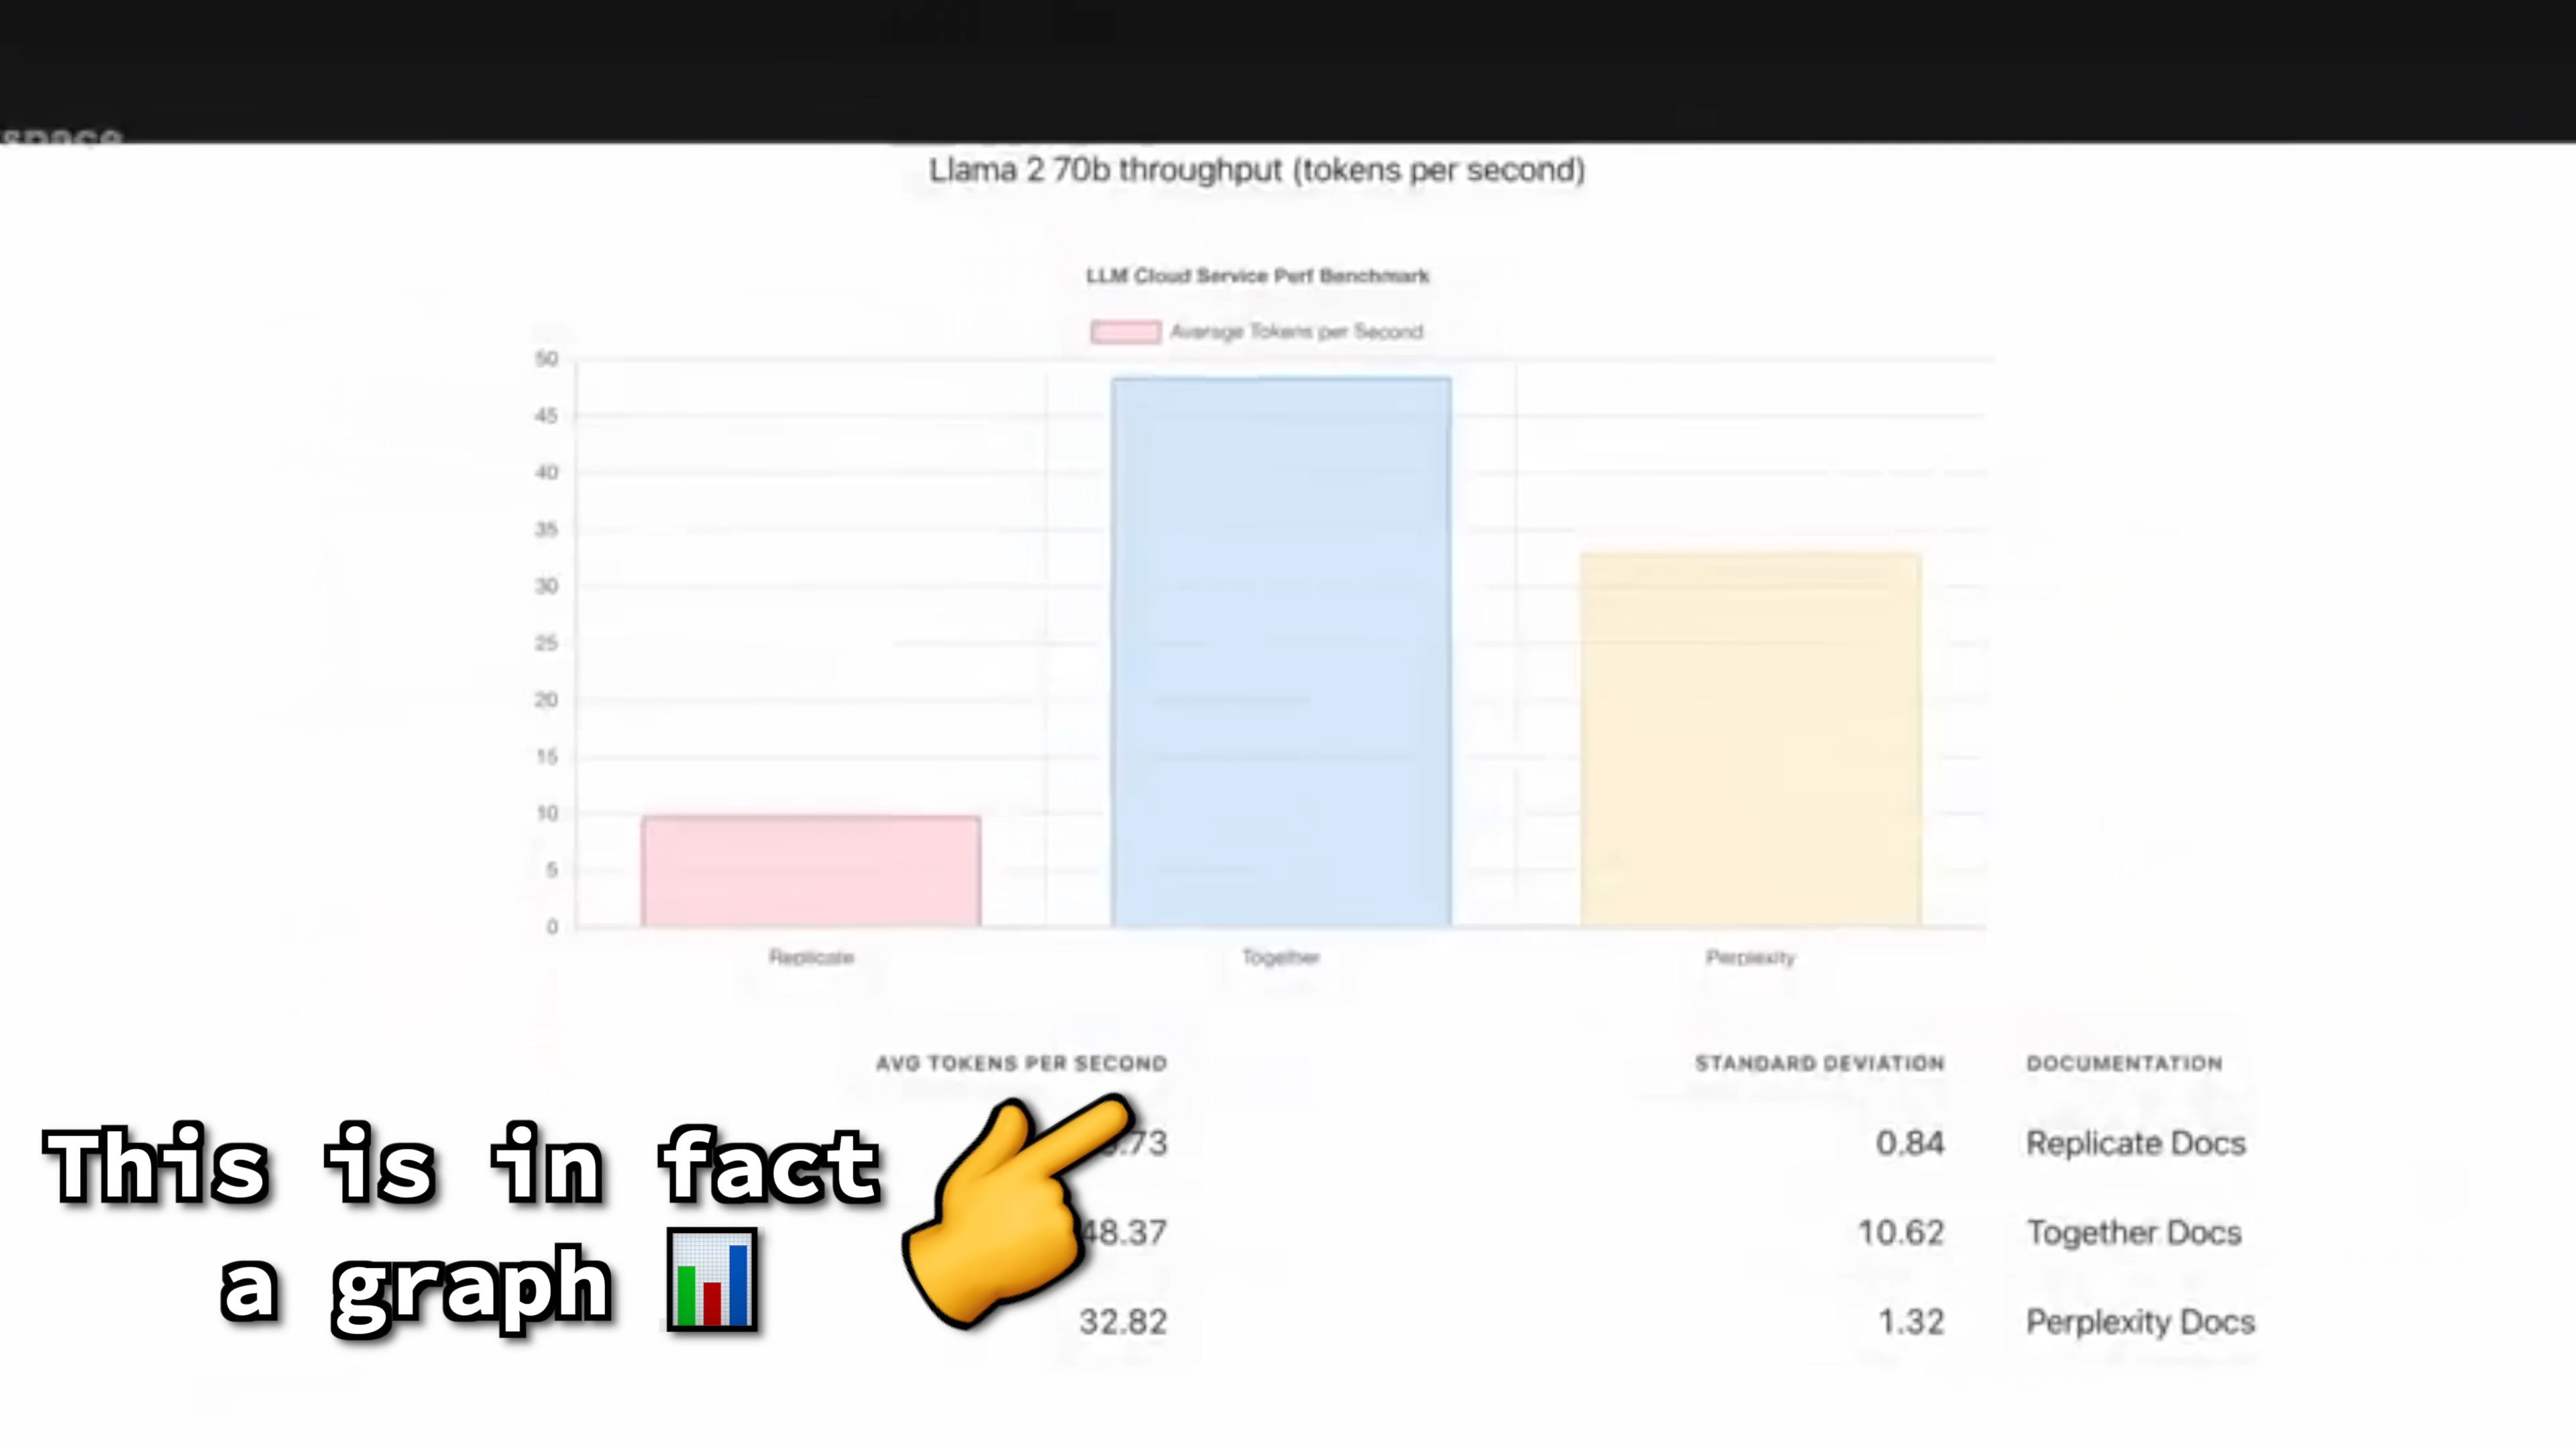 space
Llama 2 70b throughput (tokens per second)
LLM Cloud Service Perf Benchmark
Average Tokens per Second
50
45
40
35
30
25
20
15
10
5
0
Replicate Together Perplexity
AVG TOKENS PER SECOND STANDARD DEVIATION DOCUMENTATION
.73 0.84 Replicate Docs
48.37 10.62 Together Docs
32.82 1.32 Perplexity Docs
This is in fact
a graph